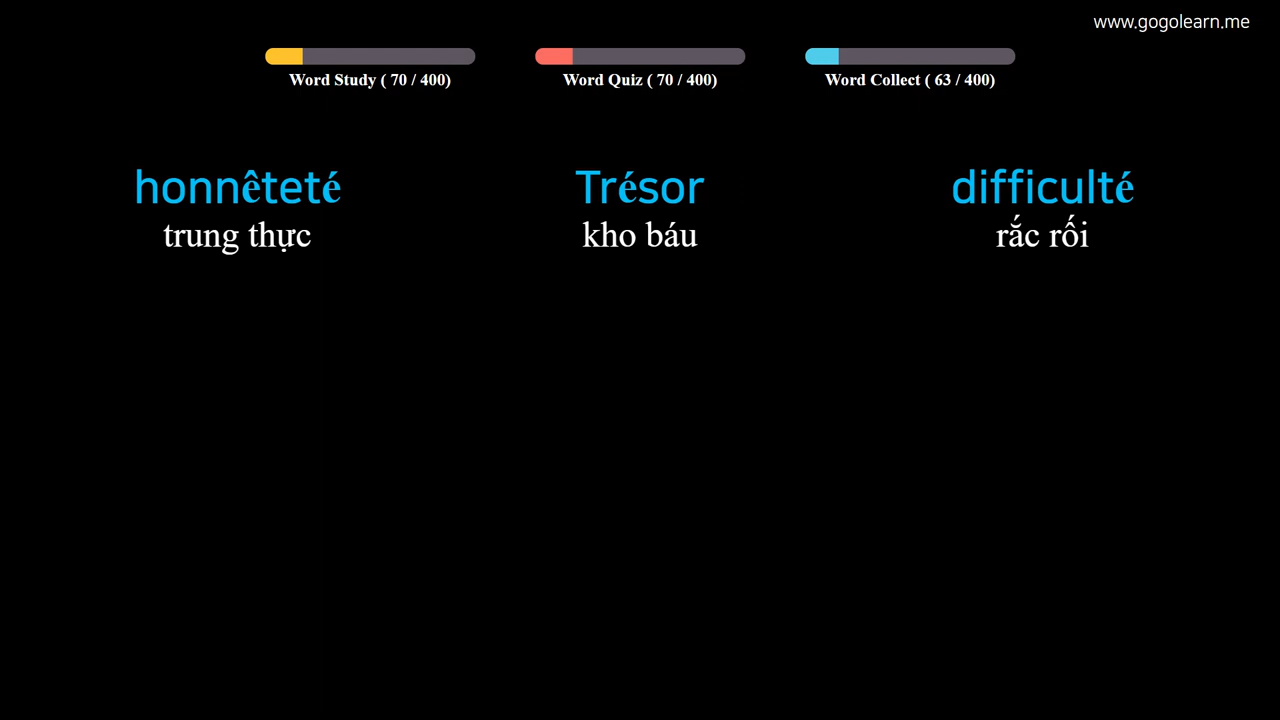 www.gogolearn.me
Word Study ( 70 / 400)
Word Quiz ( 70 / 400)
Word Collect ( 63 / 400)
honnêteté
trung thực
Trésor
kho báu
difficulté
rắc rối